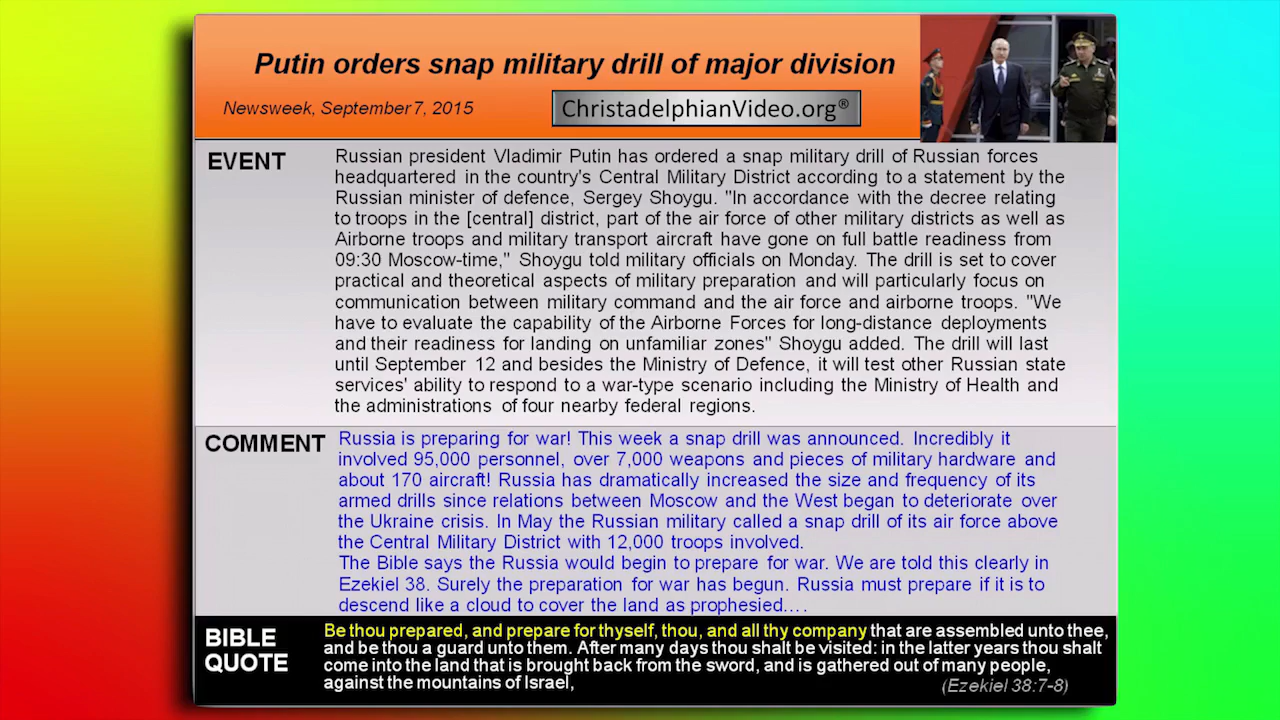 Putin orders snap military drill of major division
Newsweek, September 7, 2015
ChristadelphianVideo.org®
EVENT
Russian president Vladimir Putin has ordered a snap military drill of Russian forces
headquartered in the country's Central Military District according to a statement by the
Russian minister of defence, Sergey Shoygu. "In accordance with the decree relating
to troops in the [central] district, part of the air force of other military districts as well as
Airborne troops and military transport aircraft have gone on full battle readiness from
09:30 Moscow-time," Shoygu told military officials on Monday. The drill is set to cover
practical and theoretical aspects of military preparation and will particularly focus on
communication between military command and the air force and airborne troops. "We
have to evaluate the capability of the Airborne Forces for long-distance deployments
and their readiness for landing on unfamiliar zones" Shoygu added. The drill will last
until September 12 and besides the Ministry of Defence, it will test other Russian state
services' ability to respond to a war-type scenario including the Ministry of Health and
the administrations of four nearby federal regions.
COMMENT
Russia is preparing for war! This week a snap drill was announced. Incredibly it
involved 95,000 personnel, over 7,000 weapons and pieces of military hardware and
about 170 aircraft! Russia has dramatically increased the size and frequency of its
armed drills since relations between Moscow and the West began to deteriorate over
the Ukraine crisis. In May the Russian military called a snap drill of its air force above
the Central Military District with 12,000 troops involved.
The Bible says the Russia would begin to prepare for war. We are told this clearly in
Ezekiel 38. Surely the preparation for war has begun. Russia must prepare if it is to
descend like a cloud to cover the land as prophesied....
BIBLE
QUOTE
Be thou prepared, and prepare for thyself, thou, and all thy company that are assembled unto thee,
and be thou a guard unto them. After many days thou shalt be visited: in the latter years thou shalt
come into the land that is brought back from the sword, and is gathered out of many people,
against the mountains of Israel,
(Ezekiel 38:7-8)